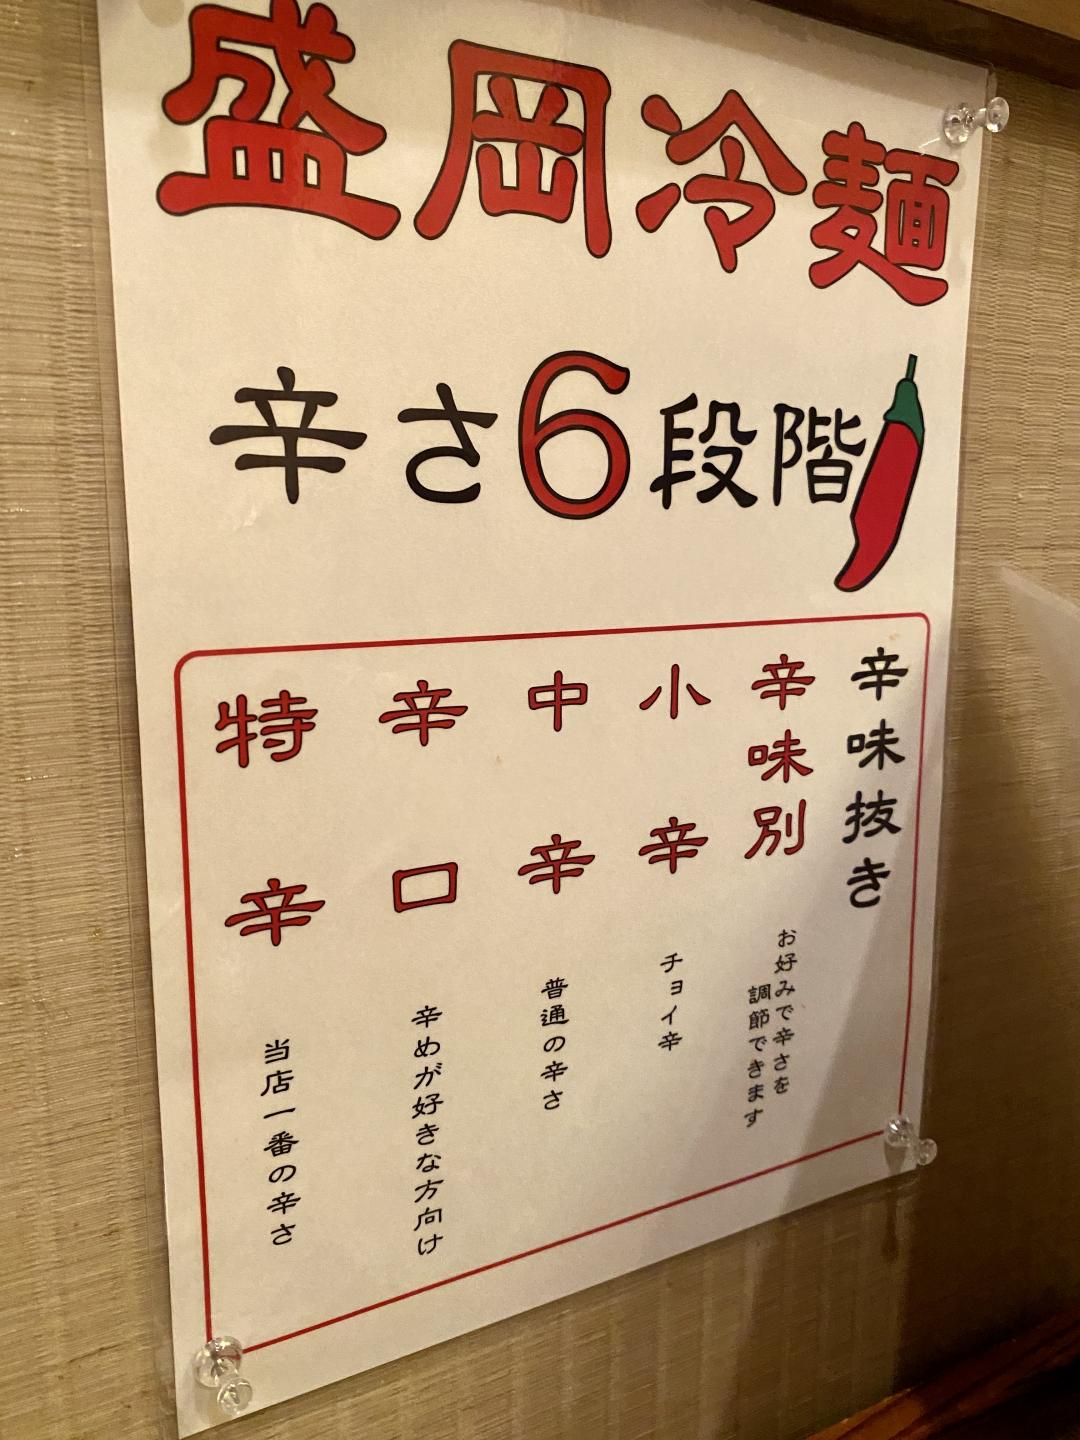 盛岡冷麺
辛さ6段階
辛味抜き
辛味別
お好みで辛さを
調節できます
小辛
チョイ辛
中辛
普通の辛さ
辛口
辛めが好きな方向け
特辛
当店一番の辛さ